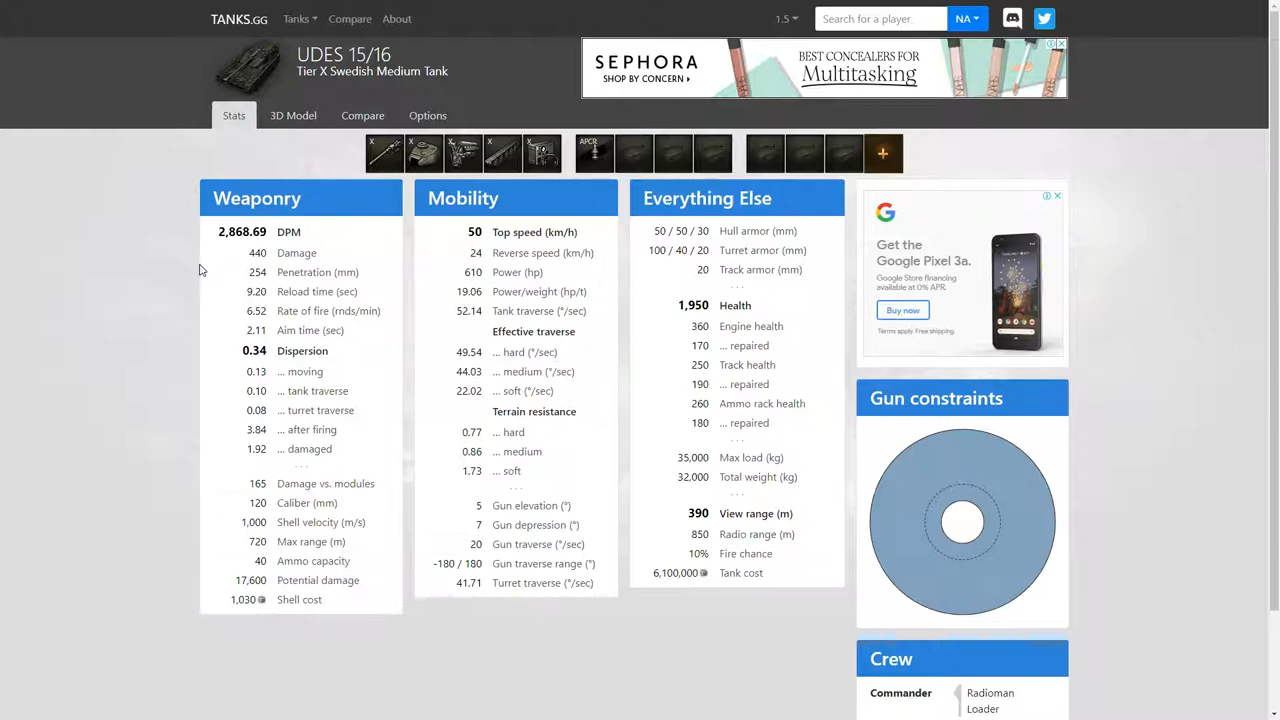 TANKS.GG
Tanks
Compare
About
1.5
Search for a player
NA
UDES 15/16
Tier X Swedish Medium Tank
SEPHORA
SHOP BY CONCERN
BEST CONCEALERS FOR
Multitasking
Stats
3D Model
Compare
Options
X
X
X
X
X
APCR
Weaponry
2,868.69 DPM
440 Damage
254 Penetration (mm)
9.20 Reload time (sec)
6.52 Rate of fire (rnds/min)
2.11 Aim time (sec)
0.34 Dispersion
0.13 ... moving
0.10 ... tank traverse
0.08 ... turret traverse
3.84 ... after firing
1.92 ... damaged
...
165 Damage vs. modules
120 Caliber (mm)
1,000 Shell velocity (m/s)
720 Max range (m)
40 Ammo capacity
17,600 Potential damage
1,030 Shell cost
Mobility
50 Top speed (km/h)
24 Reverse speed (km/h)
610 Power (hp)
19.06 Power/weight (hp/t)
52.14 Tank traverse (°/sec)
Effective traverse
49.54 ... hard (°/sec)
44.03 ... medium (°/sec)
22.02 ... soft (°/sec)
Terrain resistance
0.77 ... hard
0.86 ... medium
1.73 ... soft
...
5 Gun elevation (°)
7 Gun depression (°)
20 Gun traverse (°/sec)
-180 / 180 Gun traverse range (°)
41.71 Turret traverse (°/sec)
Everything Else
50 / 50 / 30 Hull armor (mm)
100 / 40 / 20 Turret armor (mm)
20 Track armor (mm)
...
1,950 Health
360 Engine health
170 ... repaired
250 Track health
190 ... repaired
260 Ammo rack health
180 ... repaired
...
35,000 Max load (kg)
32,000 Total weight (kg)
...
390 View range (m)
850 Radio range (m)
10% Fire chance
6,100,000 Tank cost
Get the
Google Pixel 3a.
Google Store financing
available at 0% APR.
Buy now
Terms apply. Free shipping.
Gun constraints
Crew
Commander
Radioman
Loader